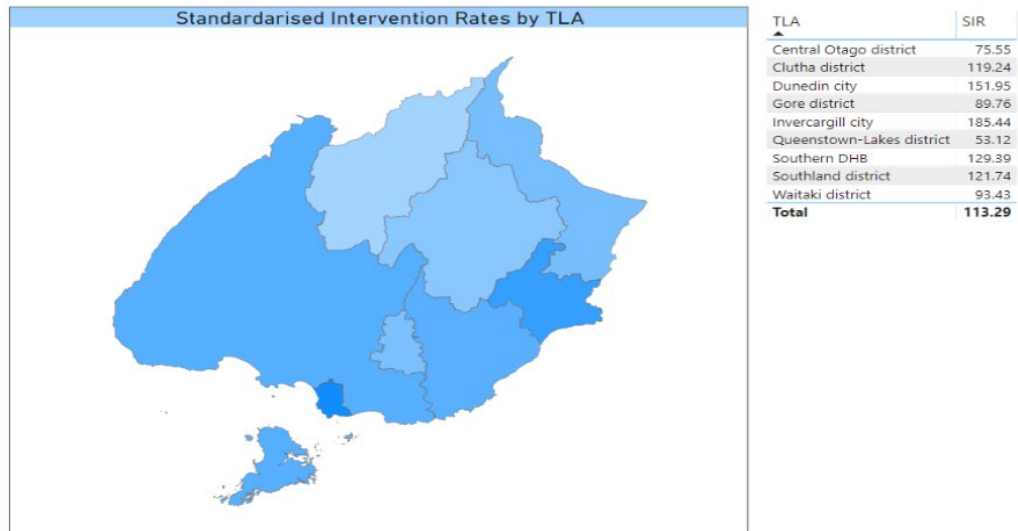 Standardarised Intervention Rates by TLA
TLA SIR
Central Otago district 75.55
Clutha district 119.24
Dunedin city 151.95
Gore district 89.76
Invercargill city 185.44
Queenstown-Lakes district 53.12
Southern DHB 129.39
Southland district 121.74
Waitaki district 93.43
Total 113.29